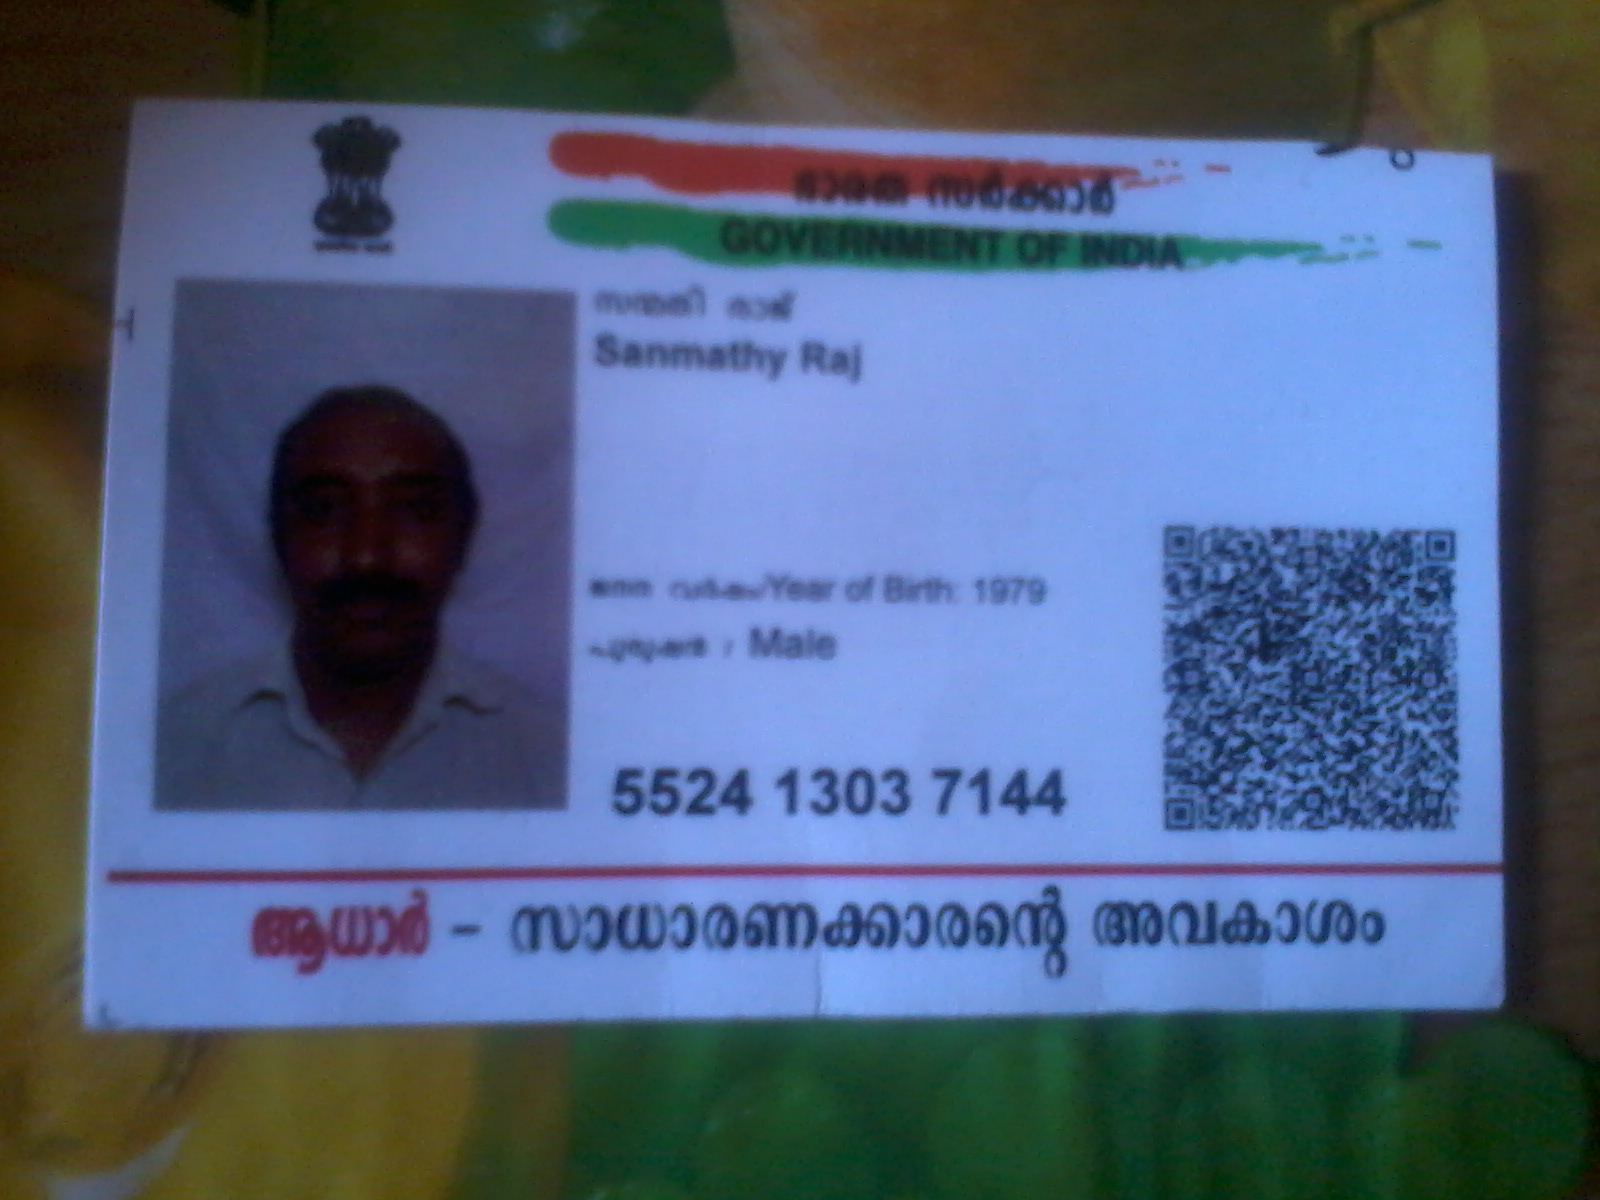 ഭാരത സർക്കാർ
GOVERNMENT OF INDIA
സന്മതി രാജ്
Sanmathy Raj
ജനന വർഷം/Year of Birth: 1979
പുരുഷൻ / Male
5524 1303 7144
ആധാർ - സാധാരണക്കാരന്റെ അവകാശം